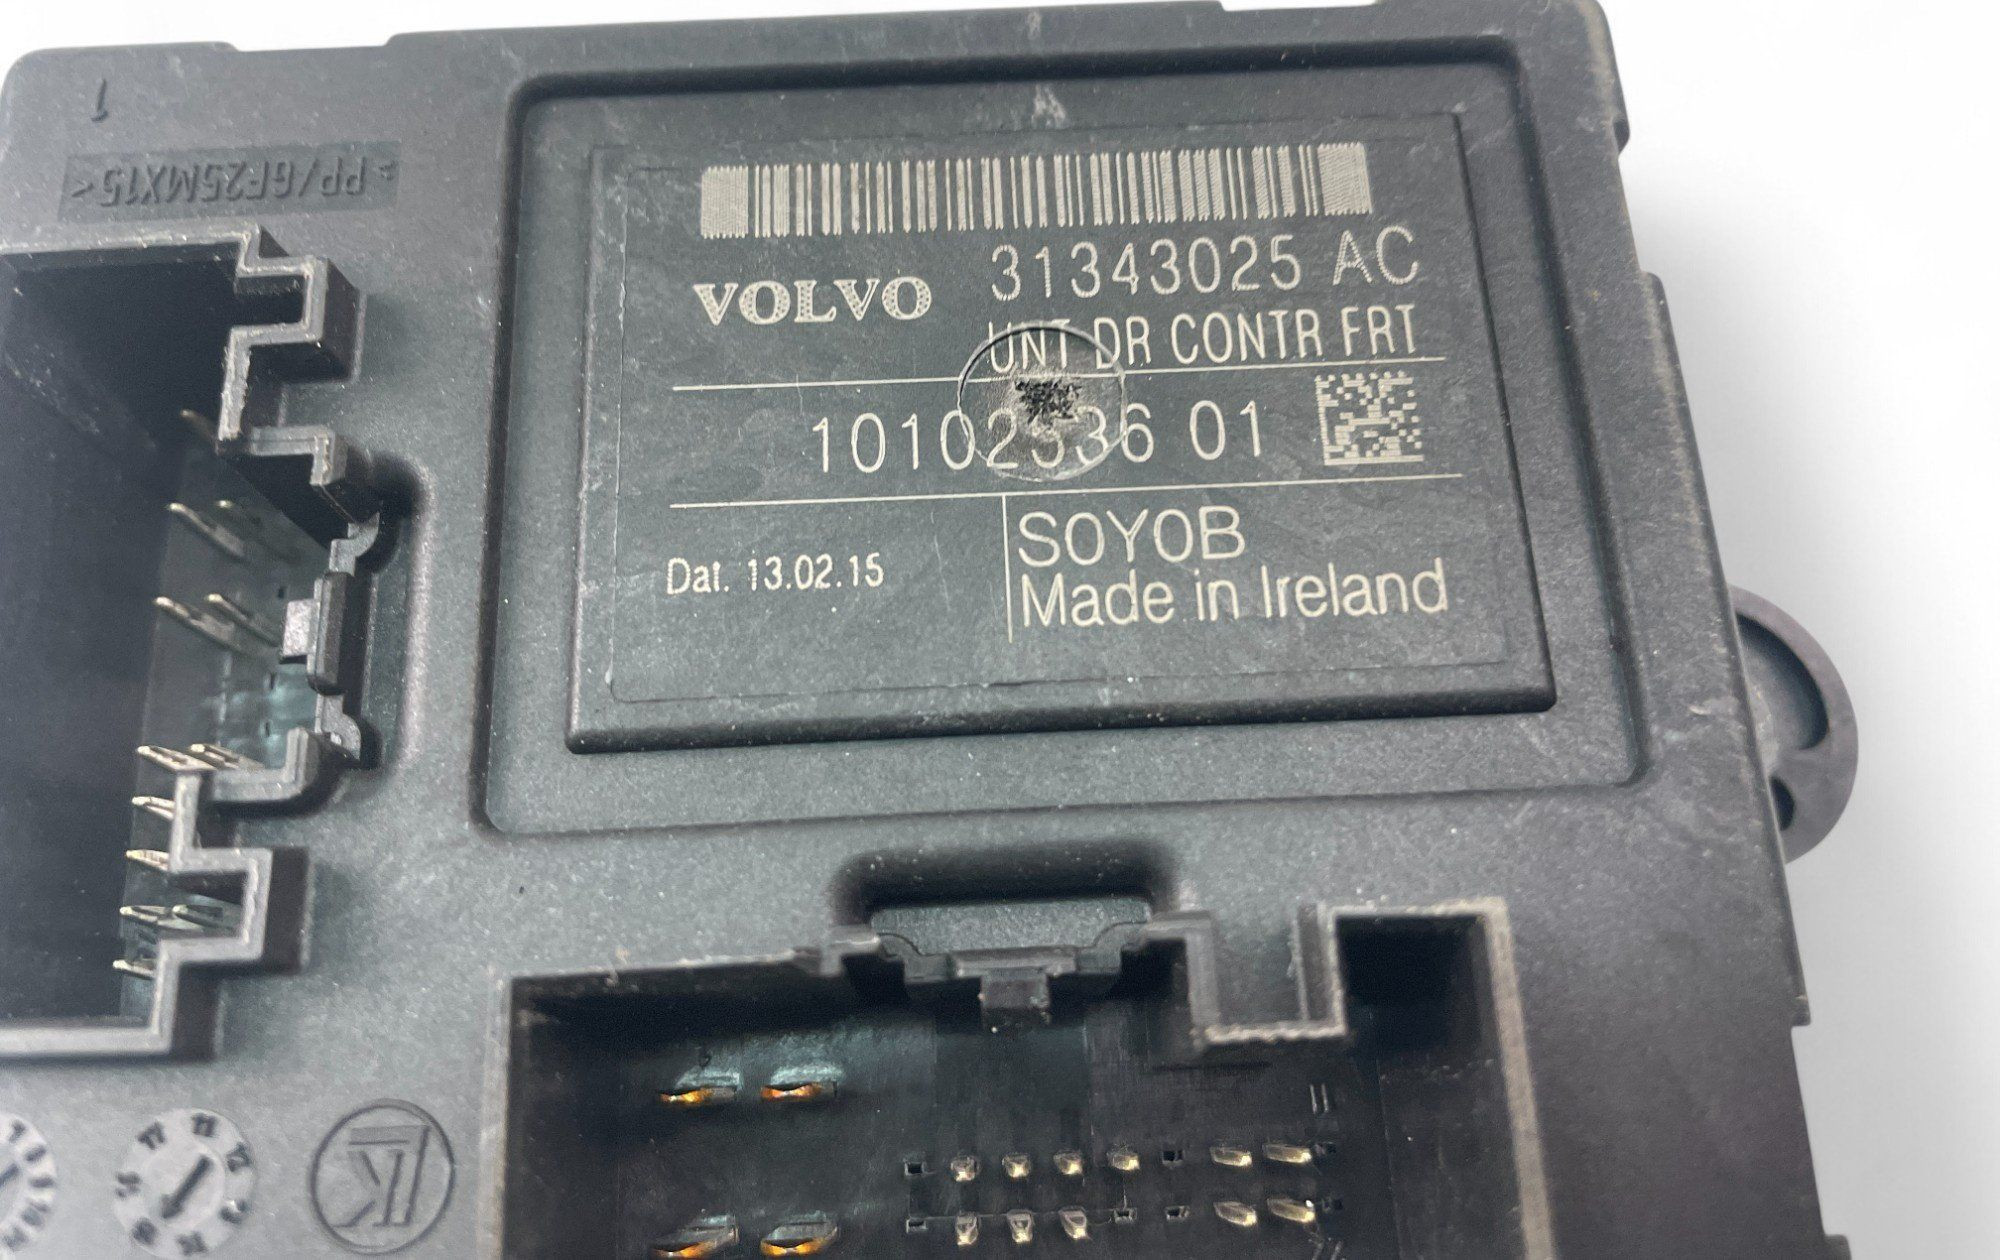 1
>PP/GF25MX15<
VOLVO
31343025 AC
UNT DR CONTR FRT
10102336 01
Dat. 13.02.15
S0Y0B
Made in Ireland